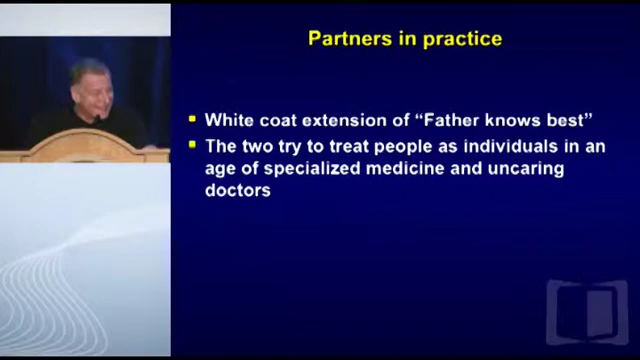 Partners in practice
White coat extension of “Father knows best”
The two try to treat people as individuals in an
age of specialized medicine and uncaring
doctors